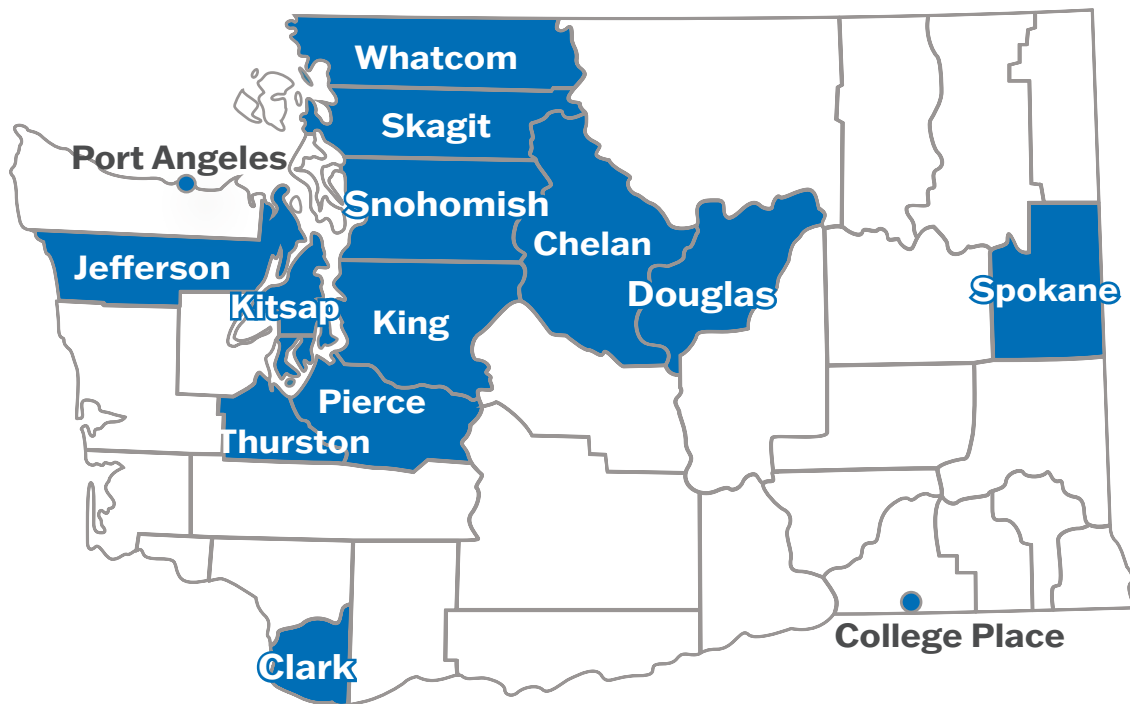 Whatcom
Skagit
Port Angeles
Snohomish
Chelan
Jefferson
Douglas
Spokane
Kitsap
King
Pierce
Thurston
College Place
Clark